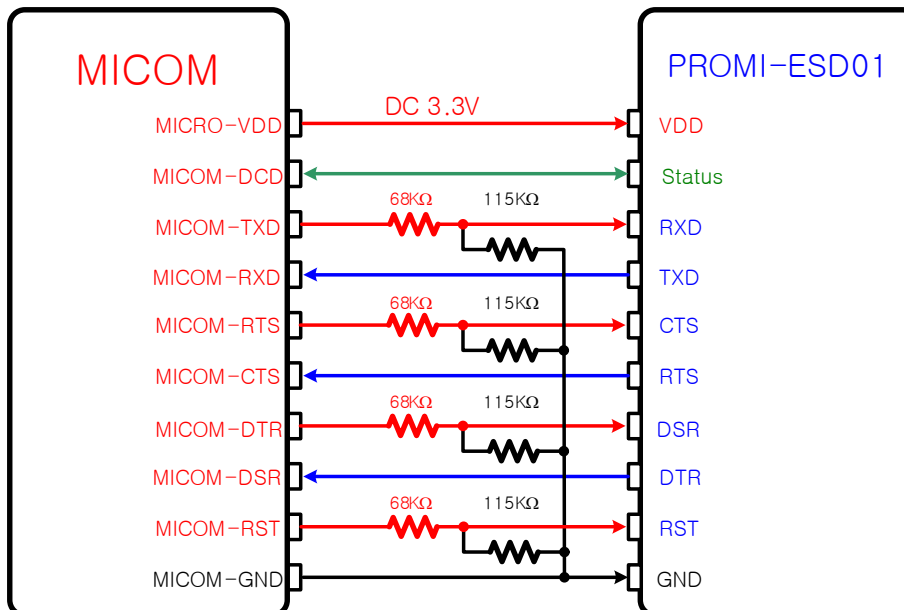 MICOM
PROMI-ESD01
DC 3.3V
MICRO-VDD
VDD
MICOM-DCD
Status
68KΩ
115KΩ
MICOM-TXD
RXD
MICOM-RXD
TXD
68KΩ
115KΩ
MICOM-RTS
CTS
MICOM-CTS
RTS
68KΩ
115KΩ
MICOM-DTR
DSR
MICOM-DSR
DTR
68KΩ
115KΩ
MICOM-RST
RST
MICOM-GND
GND